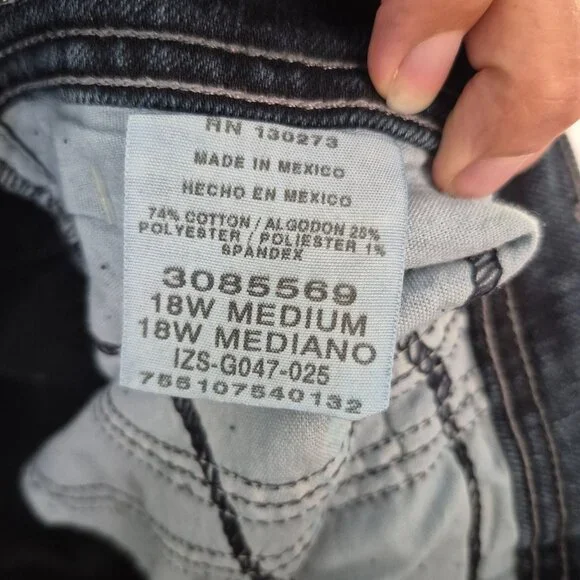 RN 130273
MADE IN MEXICO
HECHO EN MEXICO
74% COTTON / ALGODON 25%
POLYESTER / POLIESTER 1%
SPANDEX
3085569
18W MEDIUM
18W MEDIANO
IZS-G047-025
755107540132